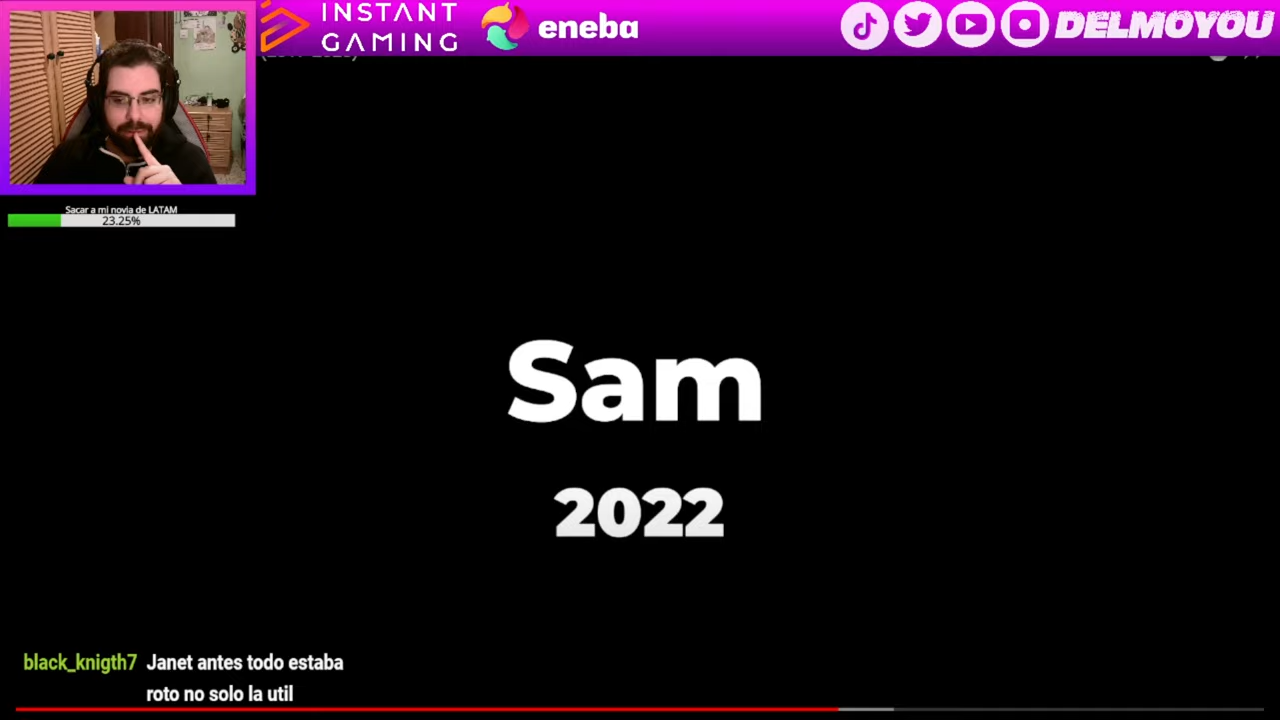 INSTANT
GAMING
eneba
DELMOYOU
Sacar a mi novia de LATAM
23.25%
Sam
2022
black_knigth7 Janet antes todo estaba
roto no solo la util